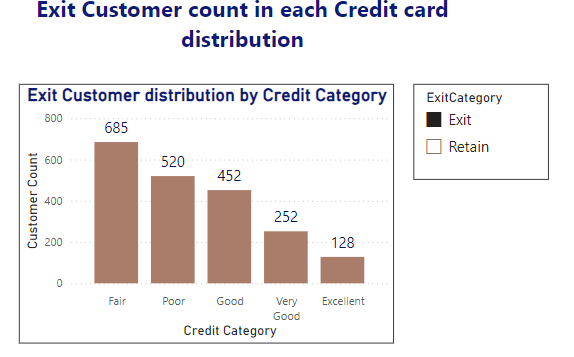 Exit Customer count in each Credit card
distribution
Exit Customer distribution by Credit Category
800
600
400
200
0
Customer Count
685
520
452
252
128
Fair
Poor
Good
Very
Good
Excellent
Credit Category
ExitCategory
Exit
Retain